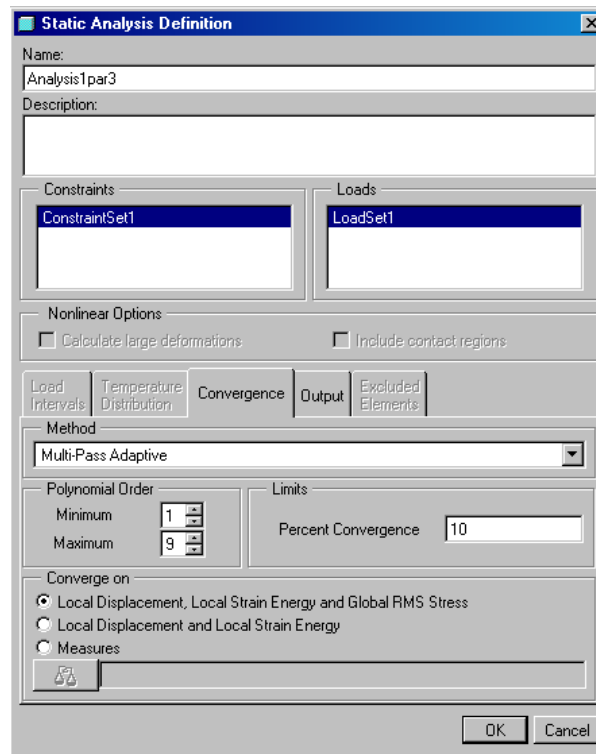 Static Analysis Definition
Name:
Analysis1par3
Description:
Constraints
Loads
ConstraintSet1
LoadSet1
Nonlinear Options
Calculate large deformations
Include contact regions
Load Intervals
Temperature Distribution
Convergence
Output
Excluded Elements
Method
Multi-Pass Adaptive
Polynomial Order
Limits
Minimum 1
Maximum 9
Percent Convergence 10
Converge on
Local Displacement, Local Strain Energy and Global RMS Stress
Local Displacement and Local Strain Energy
Measures
OK
Cancel